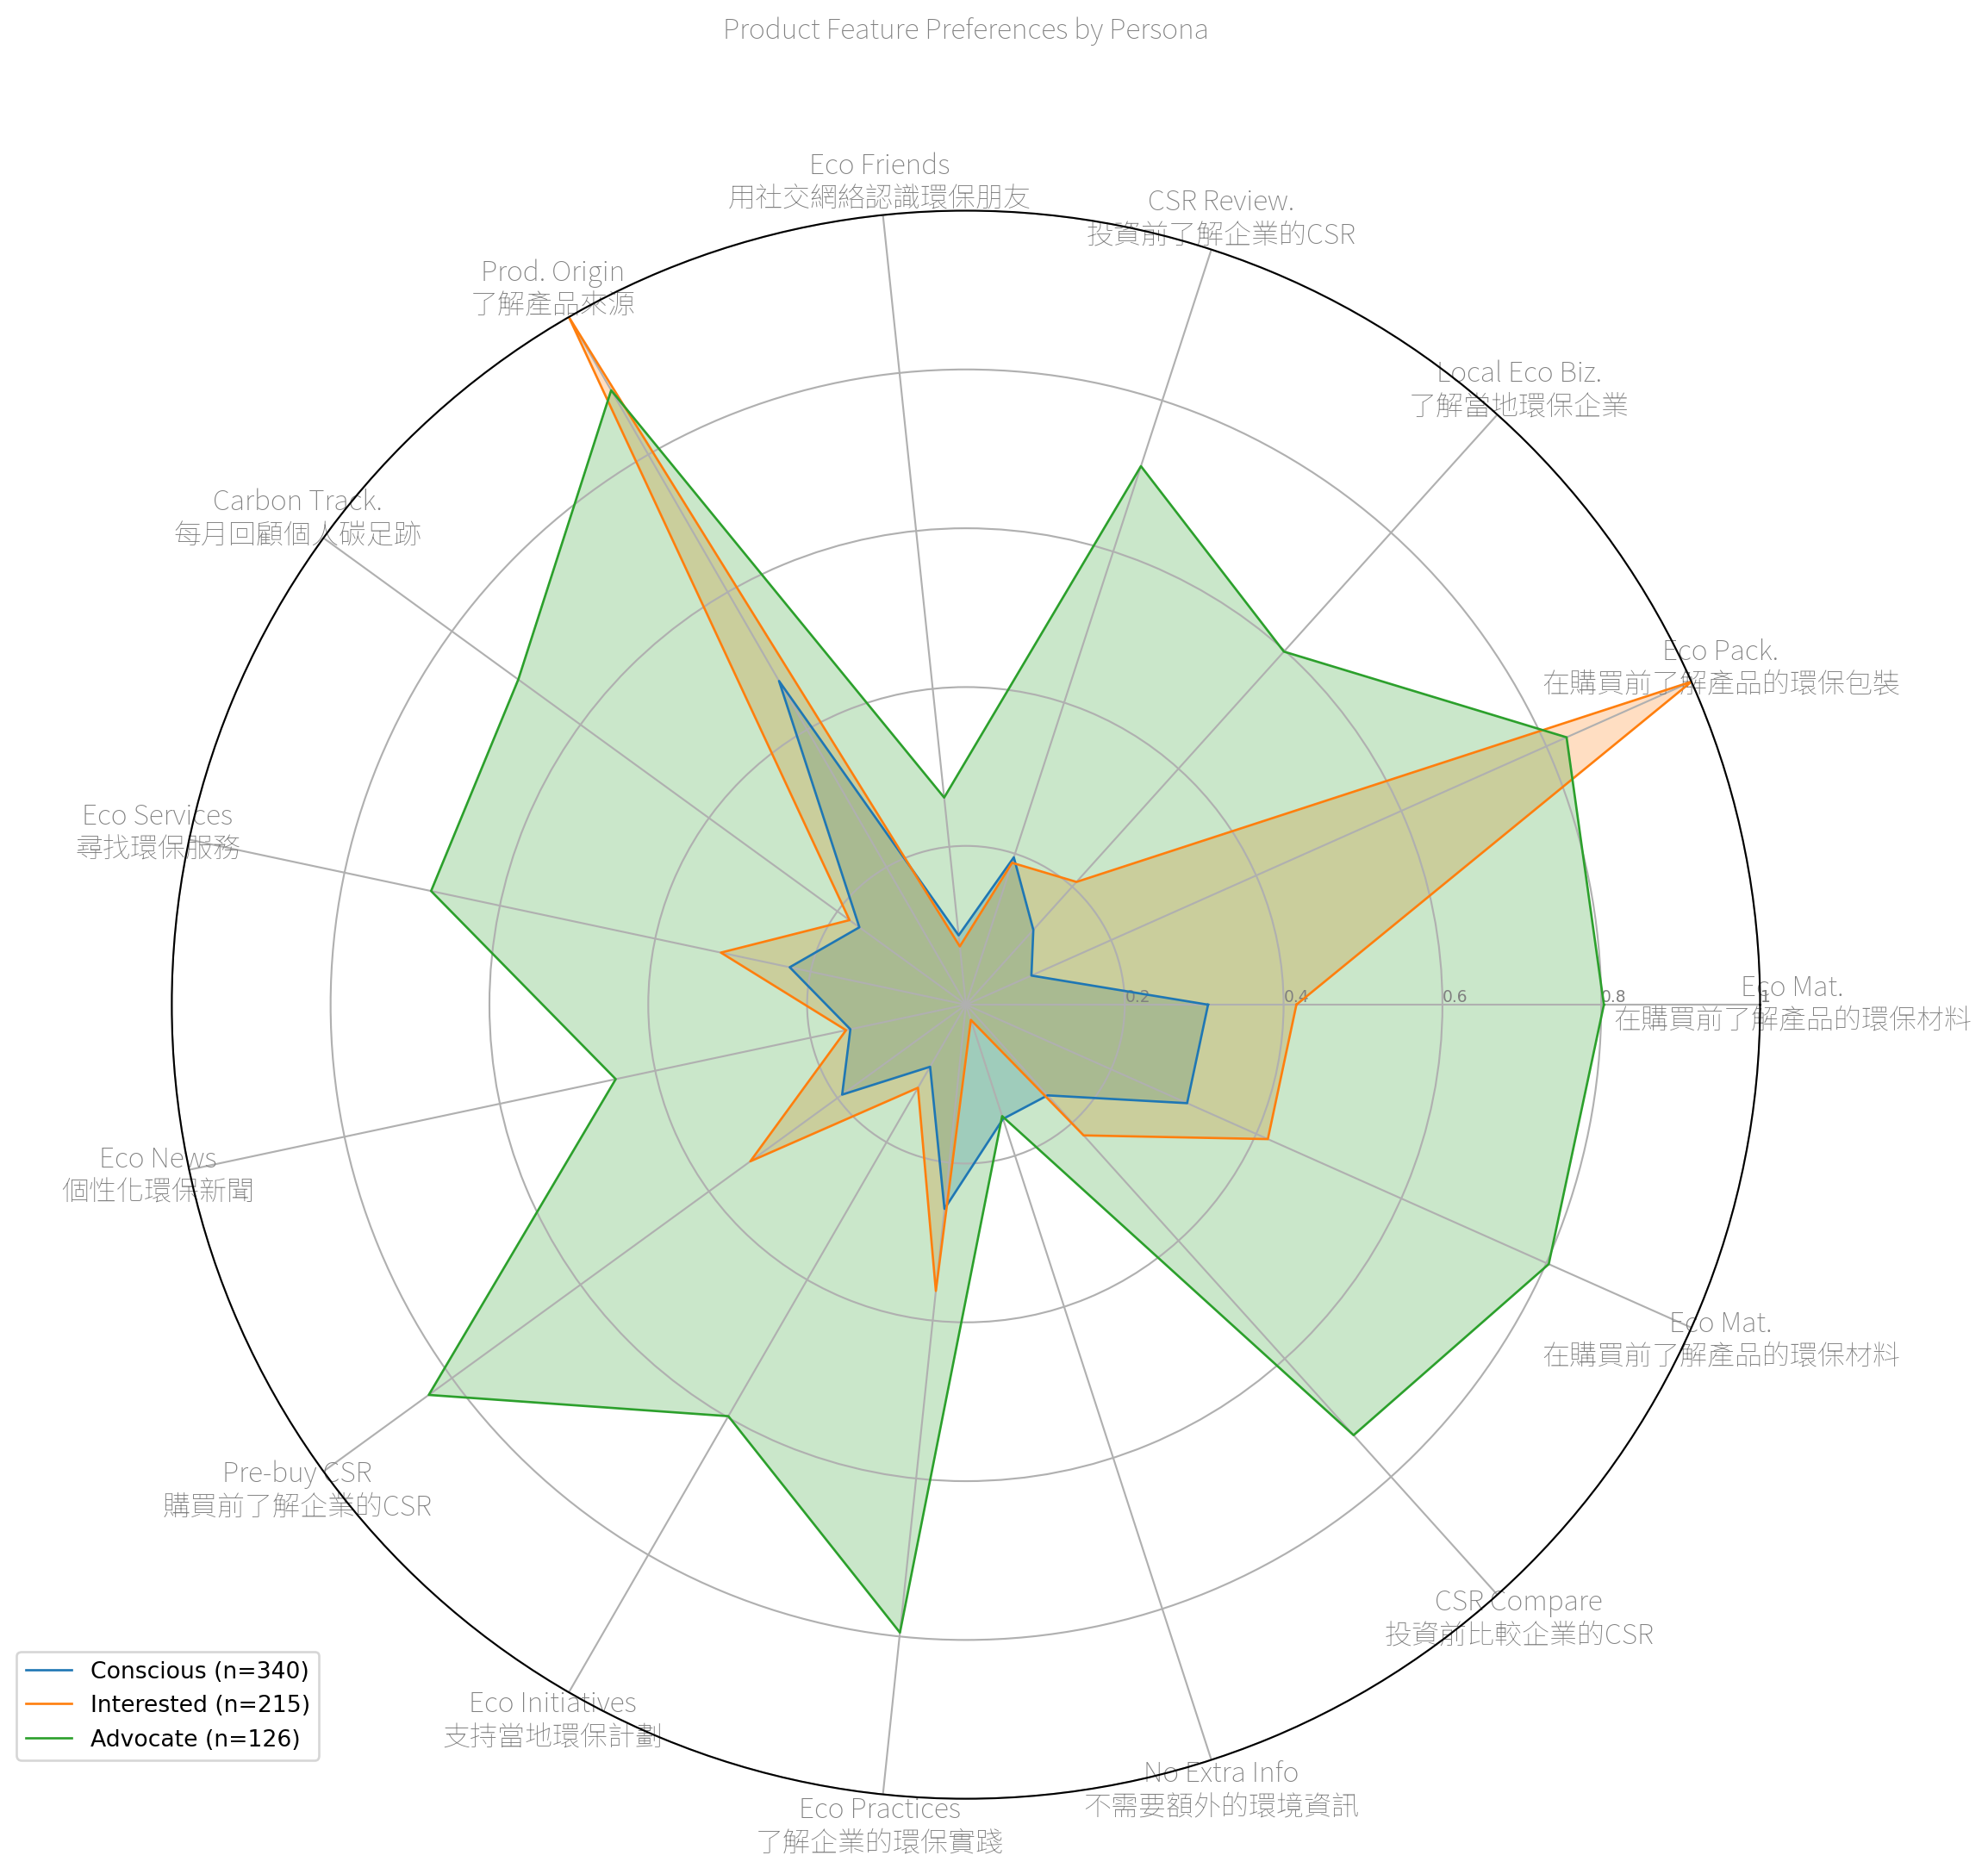 Product Feature Preferences by Persona
Eco Friends
用社交網絡認識環保朋友
CSR Review.
投資前了解企業的CSR
Prod. Origin
了解產品來源
Local Eco Biz.
了解當地環保企業
Carbon Track.
每月回顧個人碳足跡
Eco Pack.
在購買前了解產品的環保包裝
Eco Services
尋找環保服務
Eco Mat.
在購買前了解產品的環保材料
0.2
0.4
0.6
0.8
1
Eco News
個性化環保新聞
Eco Mat.
在購買前了解產品的環保材料
Pre-buy CSR
購買前了解企業的CSR
CSR Compare
投資前比較企業的CSR
Eco Initiatives
支持當地環保計劃
No Extra Info
不需要額外的環境資訊
Eco Practices
了解企業的環保實踐
Conscious (n=340)
Interested (n=215)
Advocate (n=126)